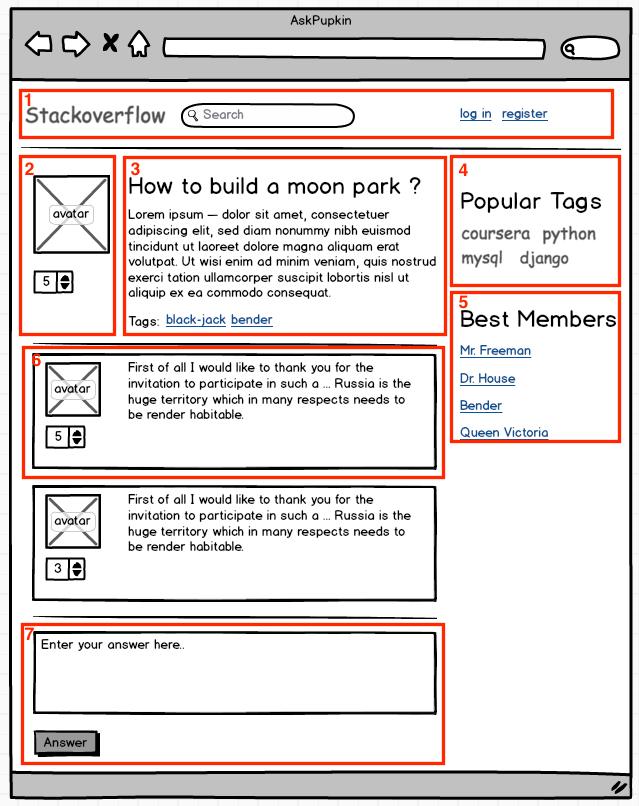 AskPupkin
1
Stackoverflow
Search
log in register
2
avatar
5
3
How to build a moon park ?
Lorem ipsum — dolor sit amet, consectetuer
adipiscing elit, sed diam nonummy nibh euismod
tincidunt ut laoreet dolore magna aliquam erat
volutpat. Ut wisi enim ad minim veniam, quis nostrud
exerci tation ullamcorper suscipit lobortis nisl ut
aliquip ex ea commodo consequat.
Tags: black-jack bender
4
Popular Tags
coursera python
mysql django
5
Best Members
Mr. Freeman
Dr. House
Bender
Queen Victoria
6
avatar
5
First of all I would like to thank you for the
invitation to participate in such a ... Russia is the
huge territory which in many respects needs to
be render habitable.
avatar
3
First of all I would like to thank you for the
invitation to participate in such a ... Russia is the
huge territory which in many respects needs to
be render habitable.
7
Enter your answer here..
Answer